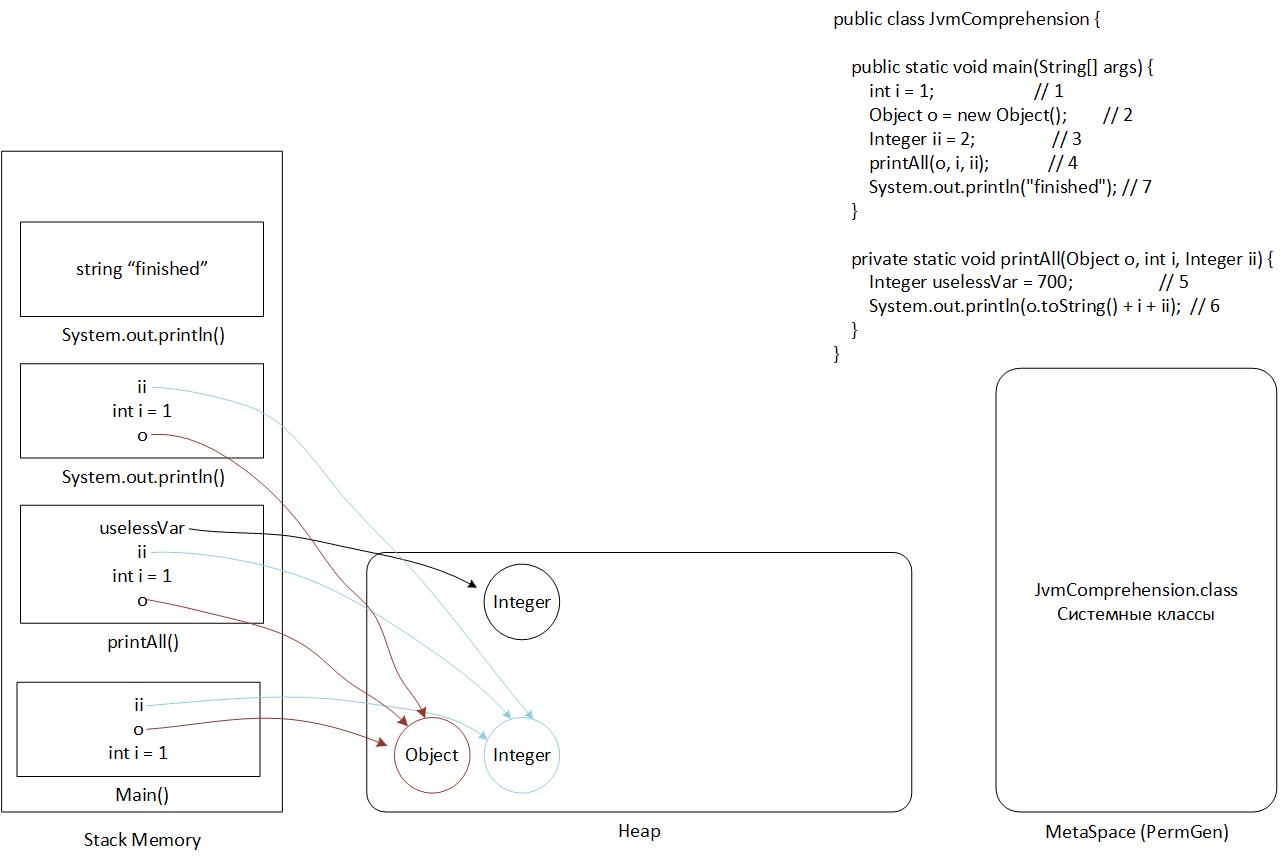 public class JvmComprehension {
public static void main(String[] args) {
int i = 1; // 1
Object o = new Object(); // 2
Integer ii = 2; // 3
printAll(o, i, ii); // 4
System.out.println("finished"); // 7
}
private static void printAll(Object o, int i, Integer ii) {
Integer uselessVar = 700; // 5
System.out.println(o.toString() + i + ii); // 6
}
}
string “finished”
System.out.println()
ii
int i = 1
o
System.out.println()
uselessVar
ii
int i = 1
o
printAll()
ii
o
int i = 1
Main()
Stack Memory
Integer
Object
Integer
Heap
JvmComprehension.class
Системные классы
MetaSpace (PermGen)